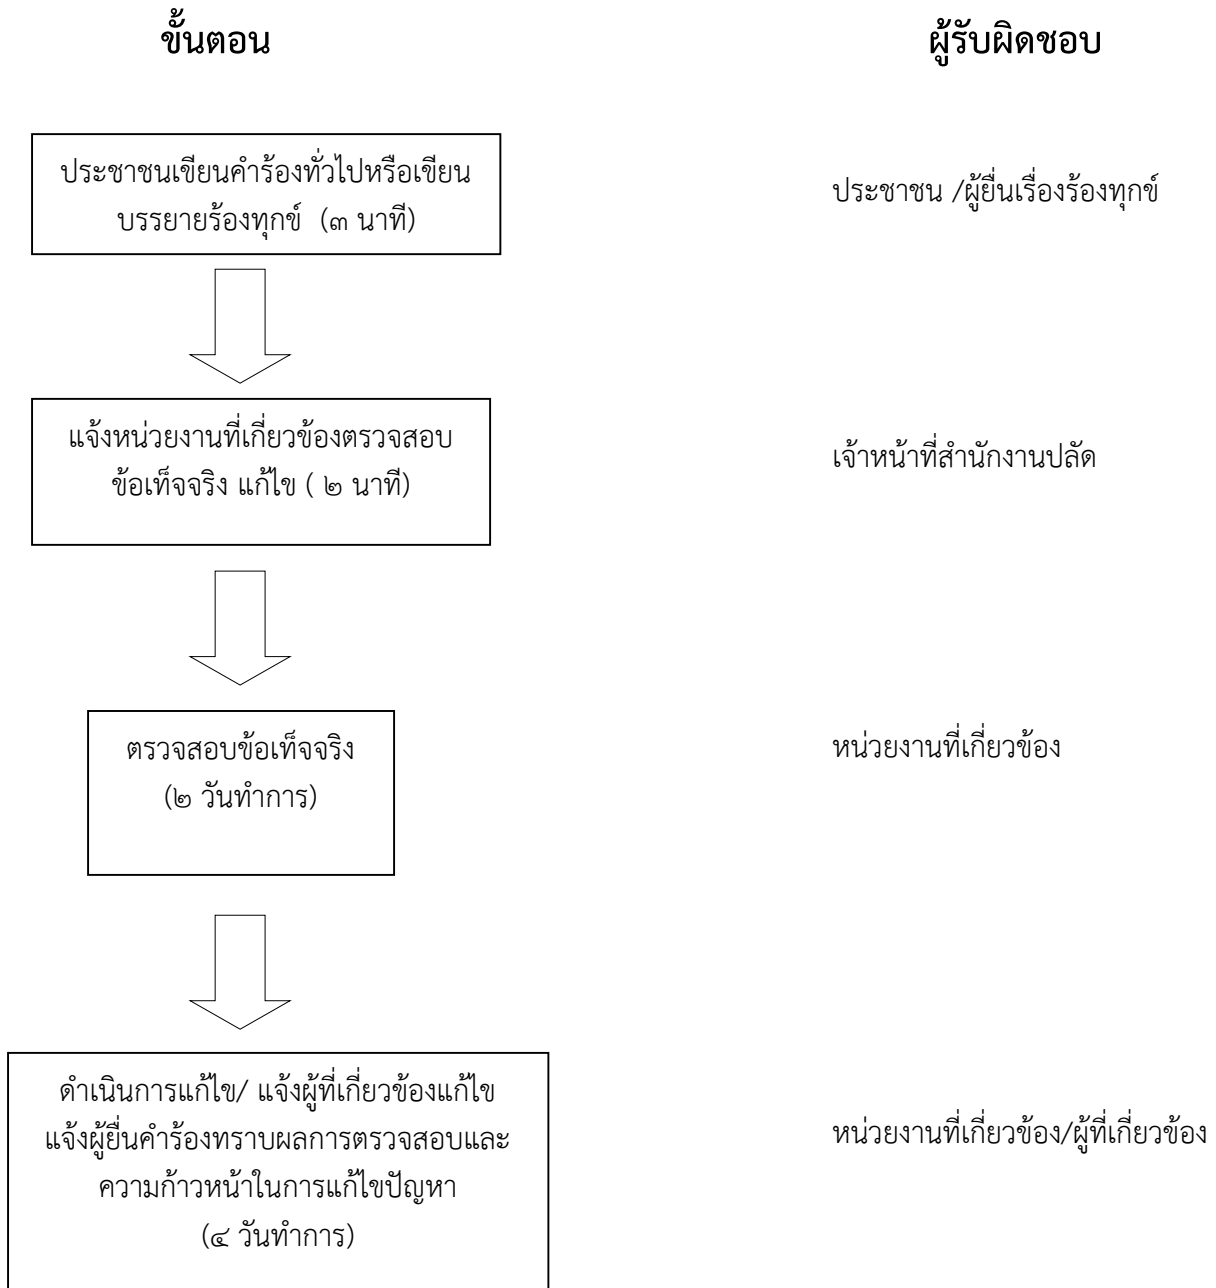 ขั้นตอน
ผู้รับผิดชอบ
ประชาชนเขียนคำร้องทั่วไปหรือเขียน
บรรยายร้องทุกข์ (๓ นาที)
ประชาชน /ผู้ยื่นเรื่องร้องทุกข์
แจ้งหน่วยงานที่เกี่ยวข้องตรวจสอบ
ข้อเท็จจริง แก้ไข ( ๒ นาที)
เจ้าหน้าที่สำนักงานปลัด
ตรวจสอบข้อเท็จจริง
(๒ วันทำการ)
หน่วยงานที่เกี่ยวข้อง
ดำเนินการแก้ไข/ แจ้งผู้ที่เกี่ยวข้องแก้ไข
แจ้งผู้ยื่นคำร้องทราบผลการตรวจสอบและ
ความก้าวหน้าในการแก้ไขปัญหา
(๔ วันทำการ)
หน่วยงานที่เกี่ยวข้อง/ผู้ที่เกี่ยวข้อง